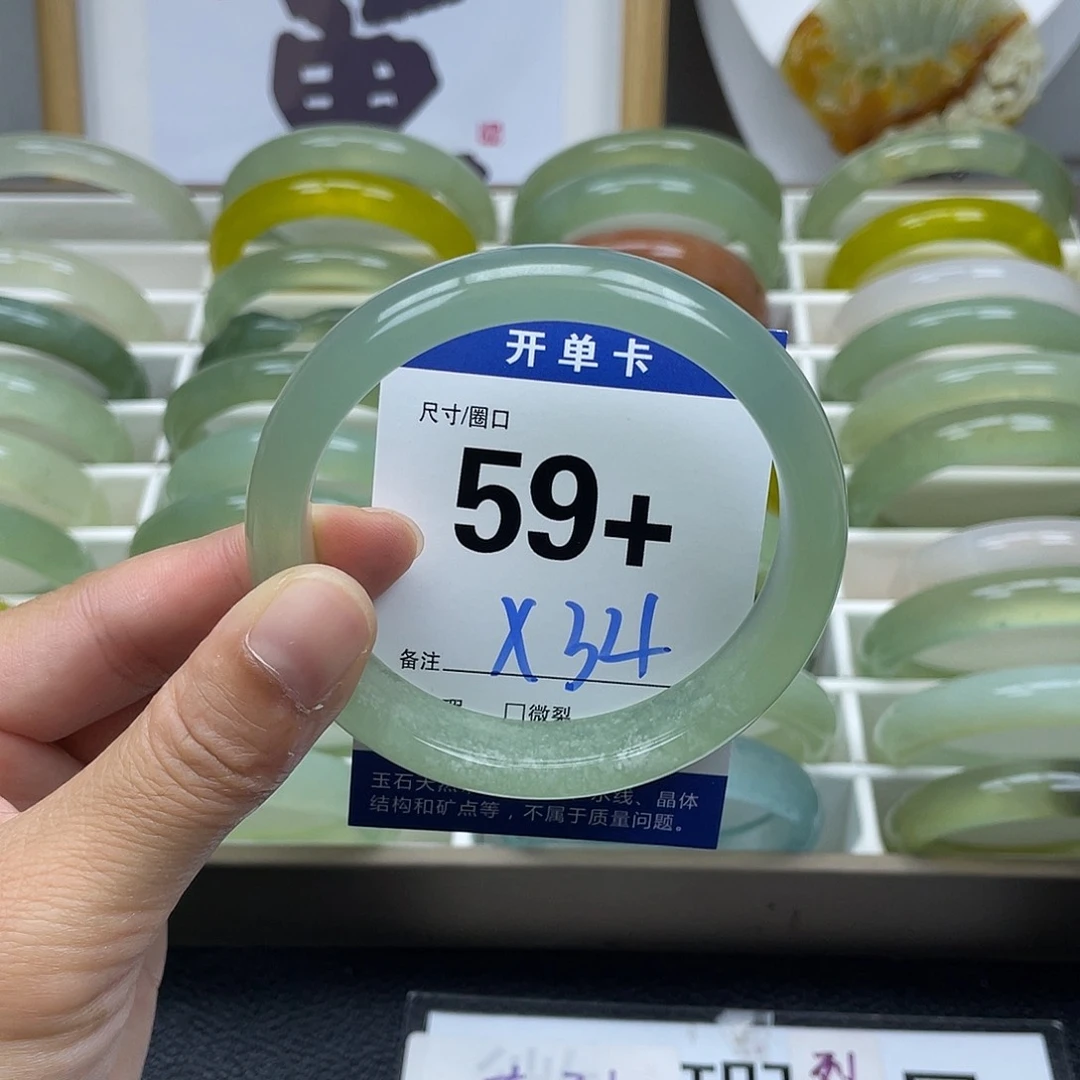 开单卡
尺寸/圈口
59+
备注 X34
□微裂
玉石天然
水线、晶体
结构和矿点等，不属于质量问题。